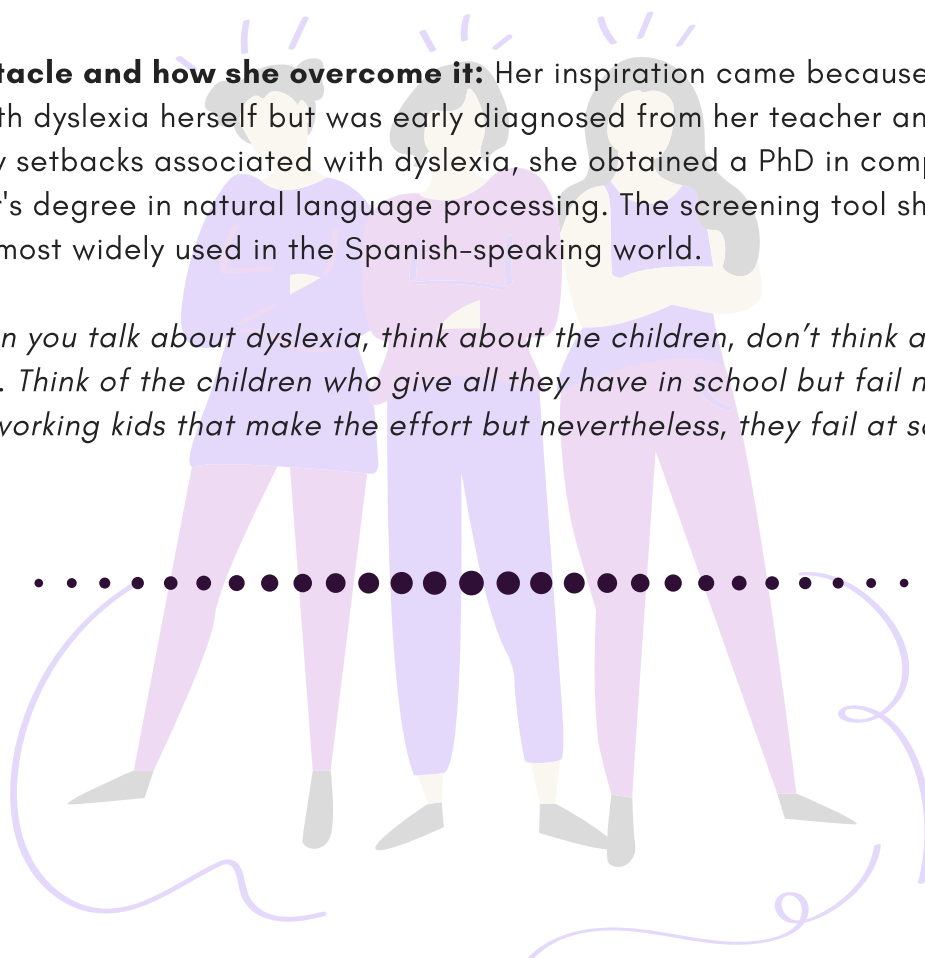 tacle and how she overcome it: Her inspiration came because
th dyslexia herself but was early diagnosed from her teacher an
y setbacks associated with dyslexia, she obtained a PhD in comp
r's degree in natural language processing. The screening tool sh
most widely used in the Spanish-speaking world.
n you talk about dyslexia, think about the children, don’t think a
. Think of the children who give all they have in school but fail n
working kids that make the effort but nevertheless, they fail at sc